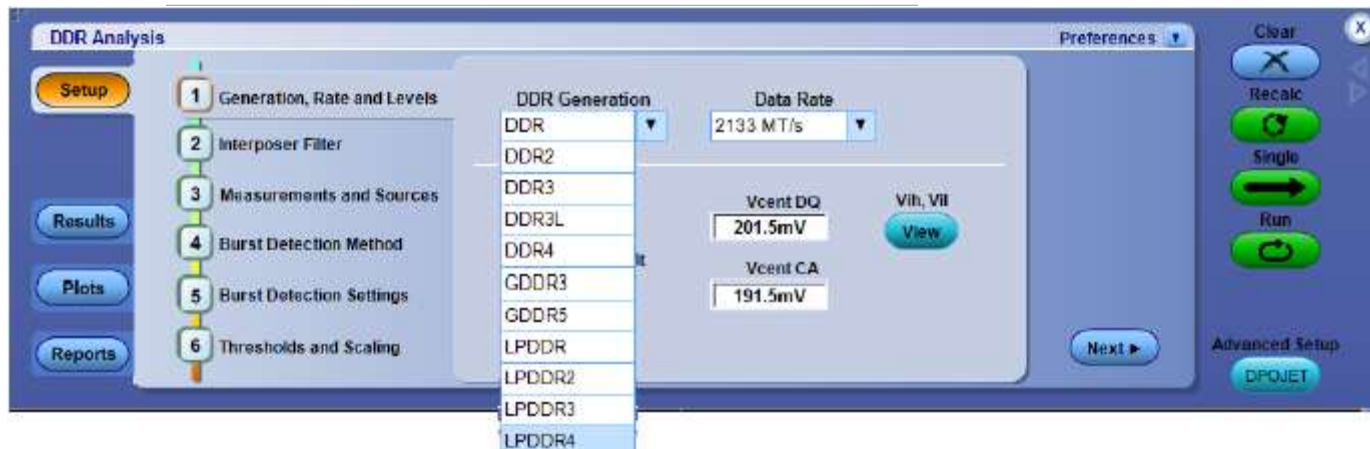 DDR Analysis
Preferences
Clear
X
Setup
1 Generation, Rate and Levels
DDR Generation
Data Rate
Recalc
DDR
2133 MT/s
2 Interposer Filter
DDR2
Single
DDR3
3 Measurements and Sources
Vcent DQ
Vih, Vil
Results
DDR3L
201.5mV
View
Run
4 Burst Detection Method
DDR4
lt
Vcent CA
Plots
GDDR3
5 Burst Detection Settings
191.5mV
GDDR5
Reports
6 Thresholds and Scaling
LPDDR
Next
Advanced Setup
LPDDR2
DPOJET
LPDDR3
LPDDR4